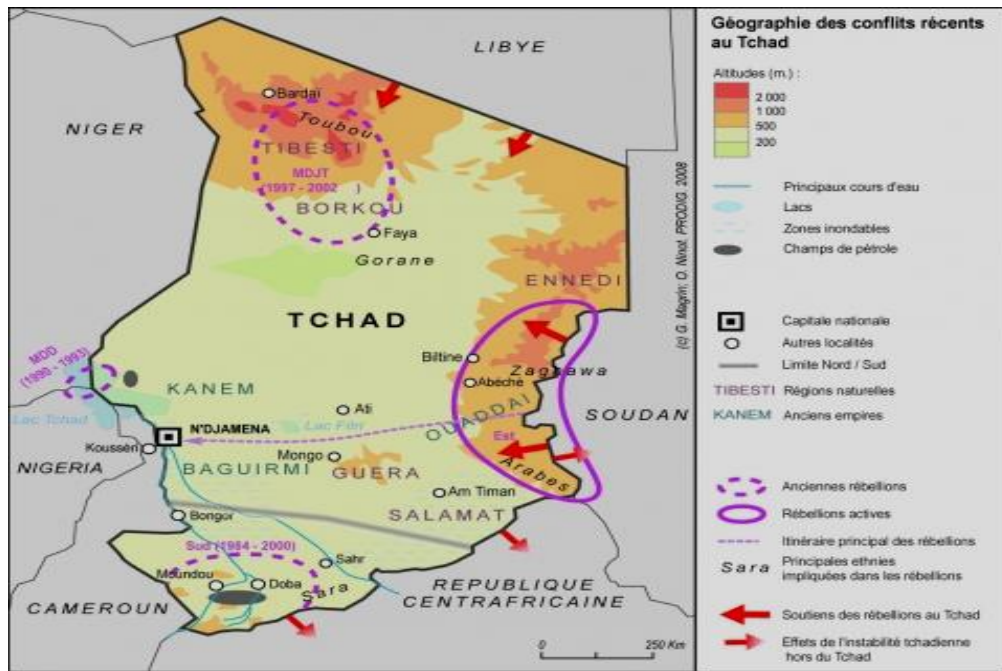 LIBYE
NIGER
Bardaï
Toubou
TIBESTI
MDJT
(1997 - 2002 )
BORKOU
Faya
Gorane
ENNEDI
TCHAD
MDD
(1990 - 1993)
KANEM
Biltine
Zaghawa
Abéché
OUADDAI
SOUDAN
Lac Tchad
Ati
Lac Fitri
N'DJAMENA
Est
Kousséri
Mongo
NIGERIA
BAGUIRMI
GUERA
Arabes
Am Timan
SALAMAT
Bongor
Sud (1984 - 2000)
Sahr
Moundou
Doba
Sara
CAMEROUN
REPUBLIQUE
CENTRAFRICAINE
0 250 Km
(c) G. Magrin; O. Ninot. PRODIG. 2008
Géographie des conflits récents
au Tchad
Altitudes (m.) :
2 000
1 000
500
200
Principaux cours d'eau
Lacs
Zones inondables
Champs de pétrole
Capitale nationale
Autres localités
Limite Nord / Sud
TIBESTI Régions naturelles
KANEM Anciens empires
Anciennes rébellions
Rébellions actives
Itinéraire principal des rébellions
Sara Principales ethnies
impliquées dans les rébellions
Soutiens des rébellions au Tchad
Effets de l'instabilité tchadienne
hors du Tchad